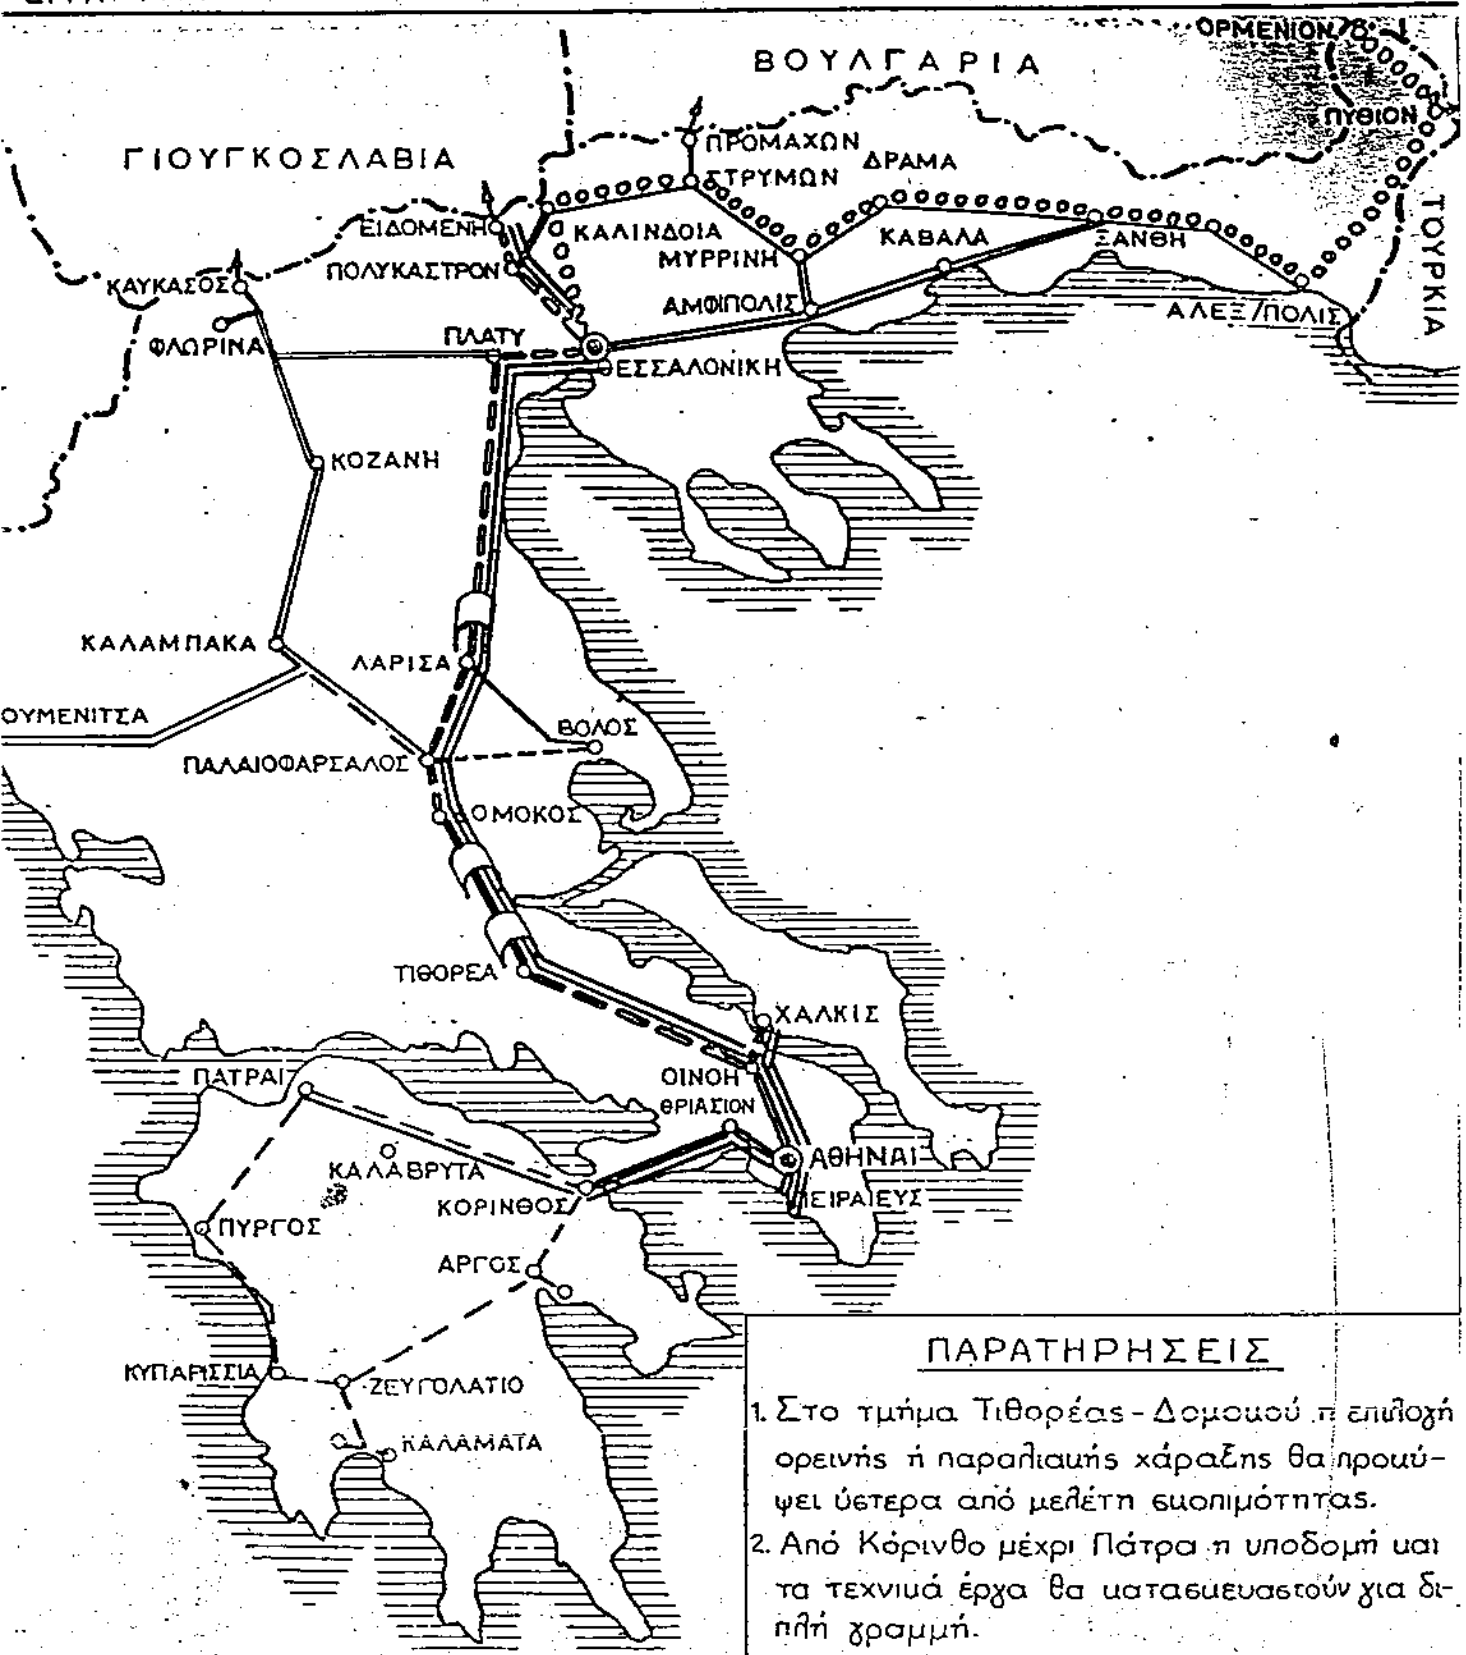 ΟΡΜΕΝΙΟΝ
ΒΟΥΛΓΑΡΙΑ
ΠΥΘΙΟΝ
ΠΡΟΜΑΧΩΝ
ΓΙΟΥΓΚΟΣΛΑΒΙΑ
ΔΡΑΜΑ
ΣΤΡΥΜΩΝ
ΤΟΥΡΚΙΑ
ΕΙΔΟΜΕΝΗ
ΚΑΛΙΝΔΟΙΑ
ΚΑΒΑΛΑ
ΞΑΝΘΗ
ΜΥΡΡΙΝΗ
ΠΟΛΥΚΑΣΤΡΟΝ
ΚΑΥΚΑΣΟΣ
ΑΜΦΙΠΟΛΙΣ
ΑΛΕΞ/ΠΟΛΙΣ
ΠΛΑΤΥ
ΦΛΩΡΙΝΑ
ΕΣΣΑΛΟΝΙΚΗ
ΚΟΖΑΝΗ
ΚΑΛΑΜΠΑΚΑ
ΛΑΡΙΣΑ
ΟΥΜΕΝΙΤΣΑ
ΒΟΛΟΣ
ΠΑΛΑΙΟΦΑΡΣΑΛΟΣ
ΟΜΟΚΟΣ
ΤΙΘΟΡΕΑ
ΧΑΛΚΙΣ
ΠΑΤΡΑΙ
ΟΙΝΟΗ
ΘΡΙΑΣΙΟΝ
ΑΘΗΝΑΙ
ΚΑΛΑΒΡΥΤΑ
ΚΟΡΙΝΘΟΣ
ΠΕΙΡΑΙΕΥΣ
ΠΥΡΓΟΣ
ΑΡΓΟΣ
ΚΥΠΑΡΙΣΣΙΑ
ΖΕΥΓΟΛΑΤΙΟ
ΚΑΛΑΜΑΤΑ
ΠΑΡΑΤΗΡΗΣΕΙΣ
1. Στο τμήμα Τιθορέας - Δομοκού η επιλογή
ορεινής ή παραλιακής χάραξης θα προκύ-
ψει ύστερα από μελέτη σκοπιμότητας.
2. Από Κόρινθο μέχρι Πάτρα η υποδομή και
τα τεχνικά έργα θα κατασκευαστούν για δι-
πλή γραμμή.